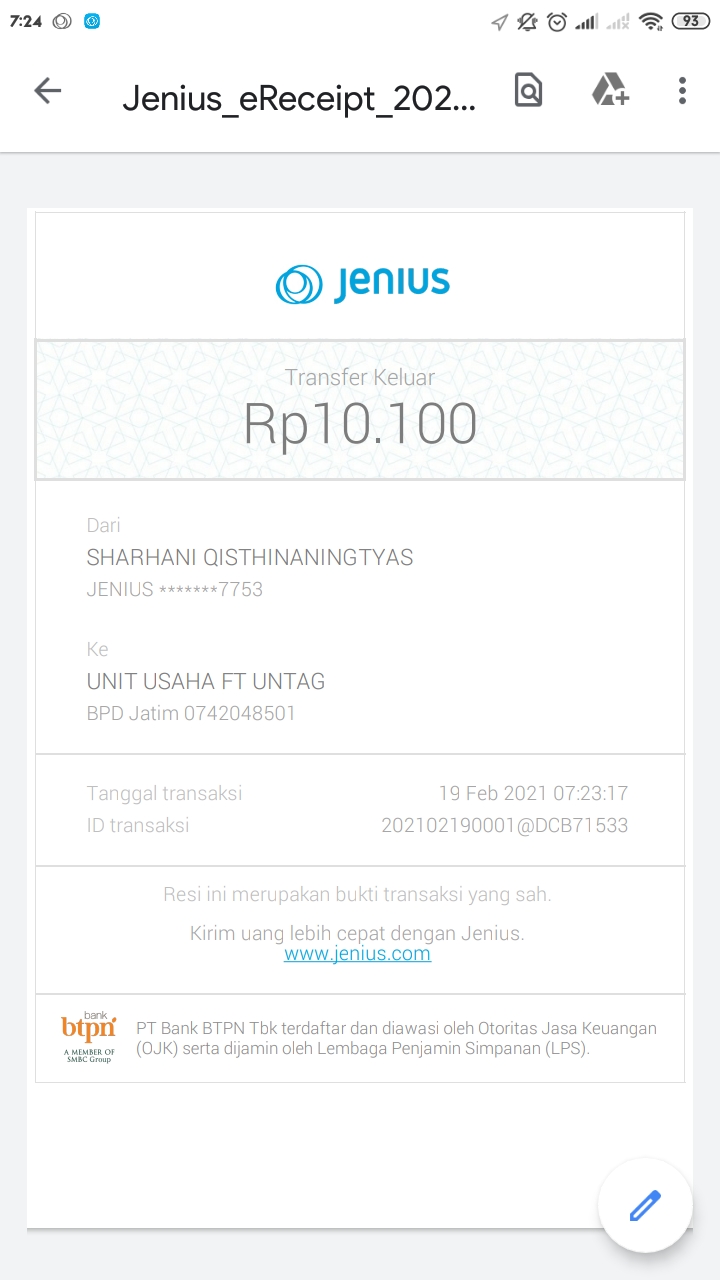 7:24
93
Jenius_eReceipt_202...
jenius
Transfer Keluar
Rp10.100
Dari
SHARHANI QISTHINANINGTYAS
JENIUS *******7753
Ke
UNIT USAHA FT UNTAG
BPD Jatim 0742048501
Tanggal transaksi 19 Feb 2021 07:23:17
ID transaksi 202102190001@DCB71533
Resi ini merupakan bukti transaksi yang sah.
Kirim uang lebih cepat dengan Jenius.
www.jenius.com
bank
btpn
A MEMBER OF
SMBC Group
PT Bank BTPN Tbk terdaftar dan diawasi oleh Otoritas Jasa Keuangan
(OJK) serta dijamin oleh Lembaga Penjamin Simpanan (LPS).